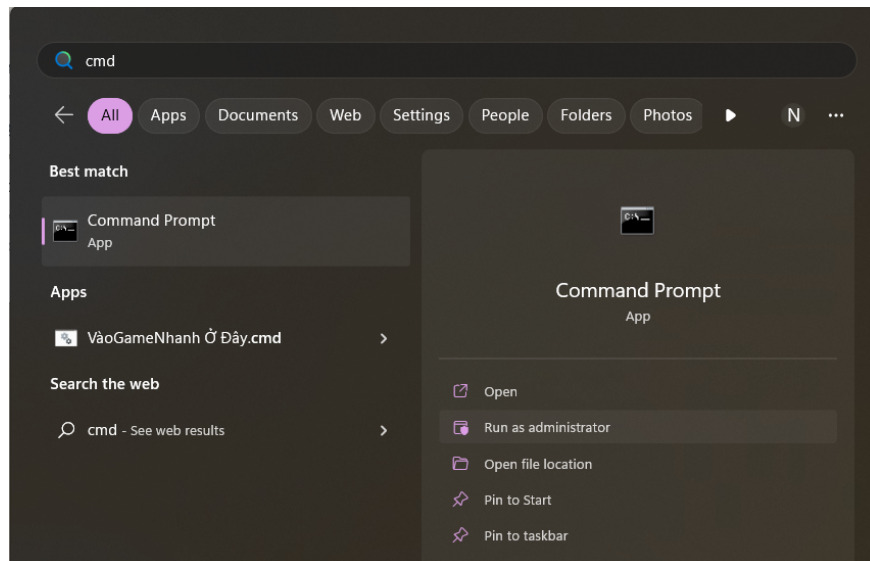 cmd
All Apps Documents Web Settings People Folders Photos N ...
Best match
Command Prompt
App
Apps
VàoGameNhanh Ở Đây.cmd
Search the web
cmd - See web results
C:\
Command Prompt
App
Open
Run as administrator
Open file location
Pin to Start
Pin to taskbar